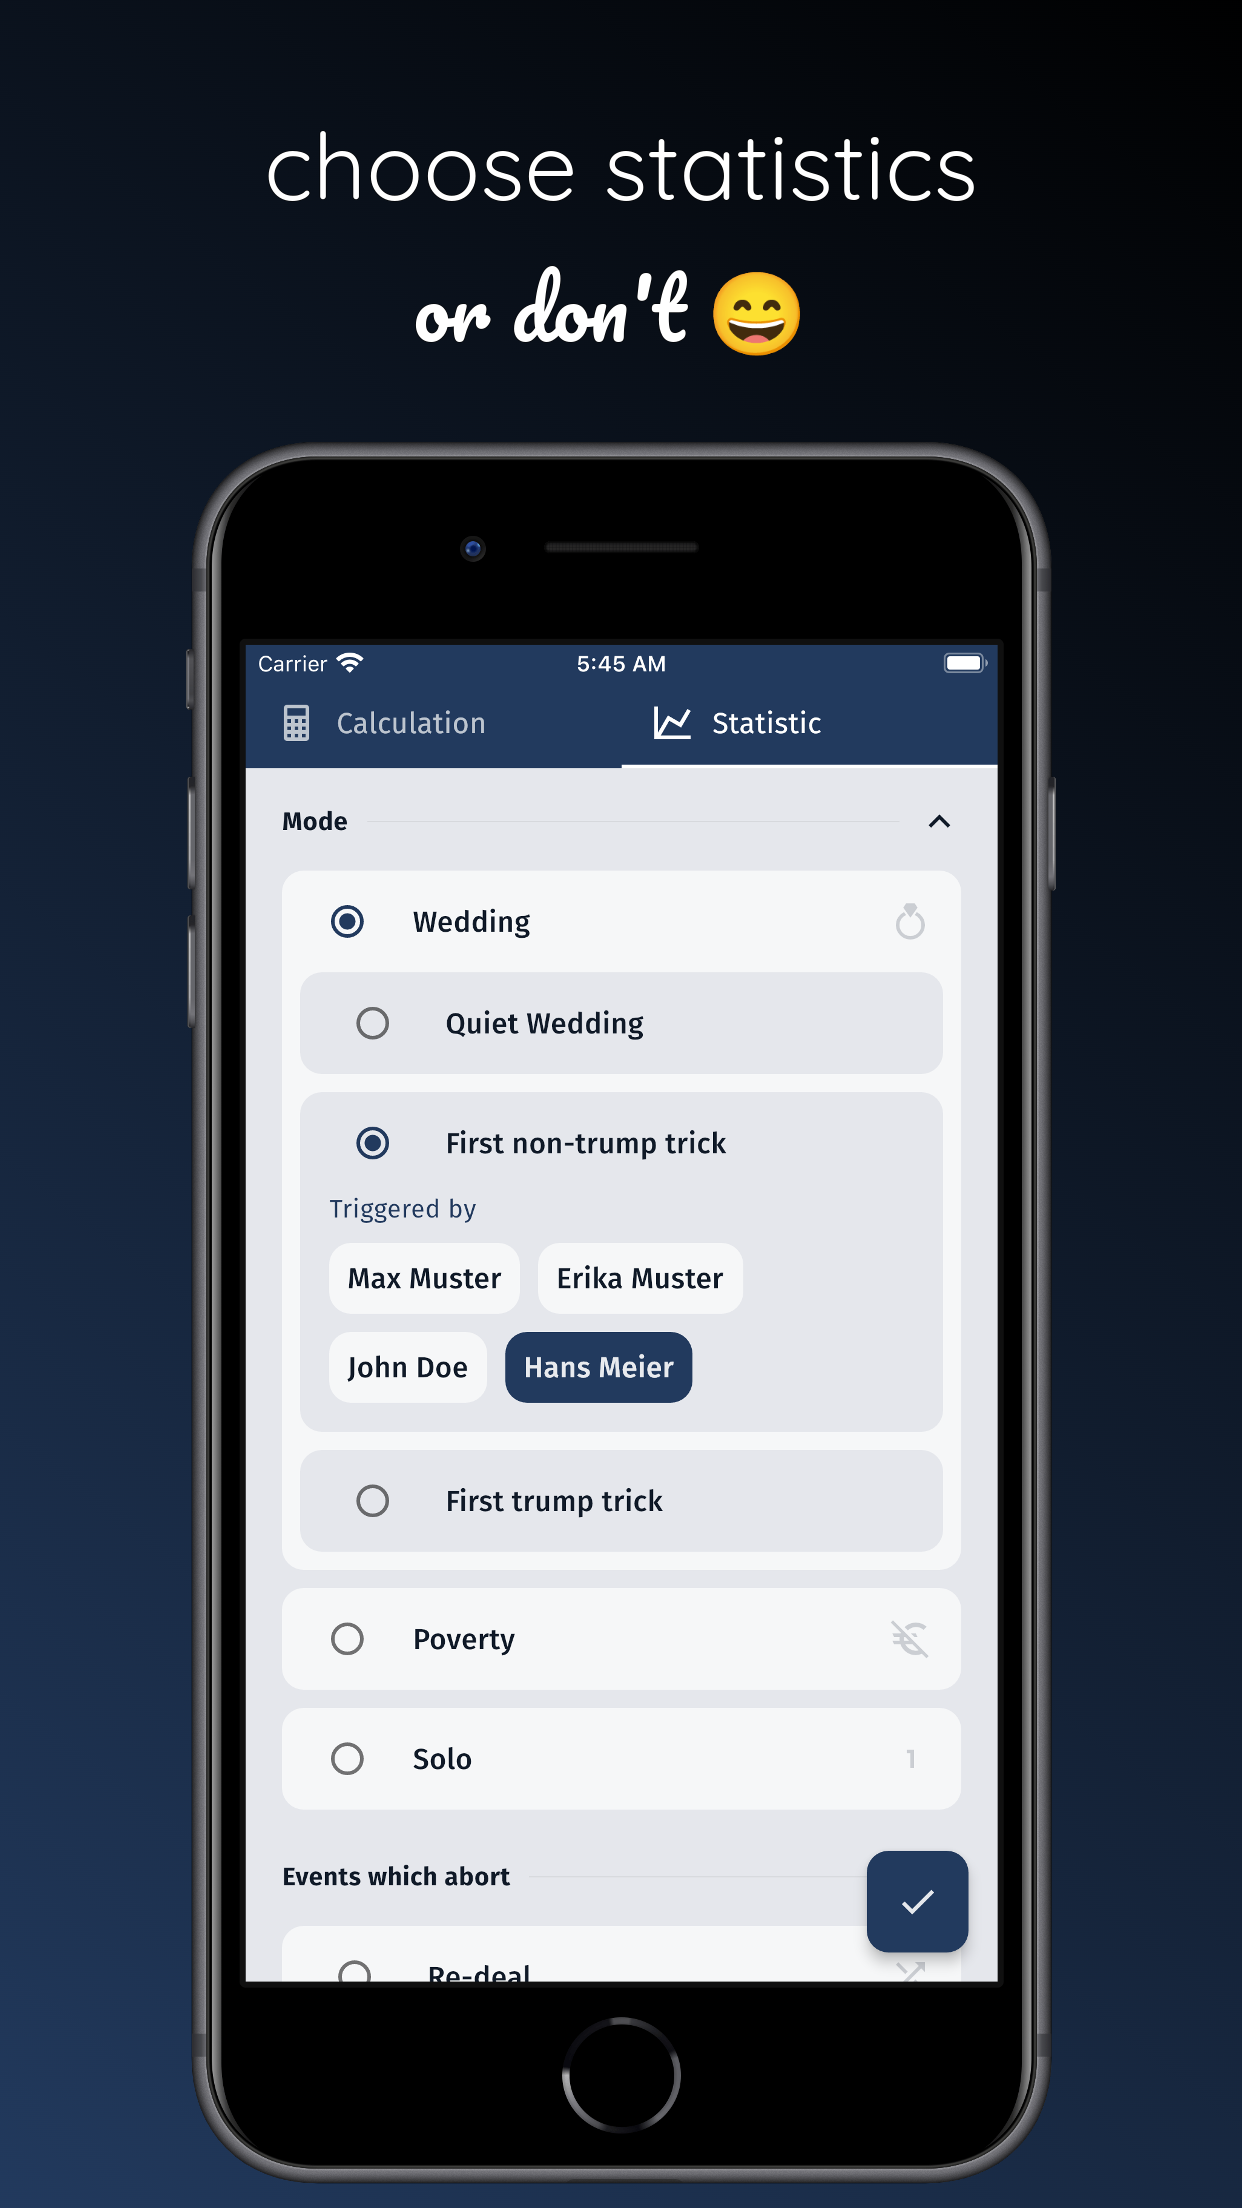 choose statistics
or don't 😄
Carrier 5:45 AM
Calculation Statistic
Mode
Wedding
Quiet Wedding
First non-trump trick
Triggered by
Max Muster Erika Muster
John Doe Hans Meier
First trump trick
Poverty
Solo 1
Events which abort
Re-deal